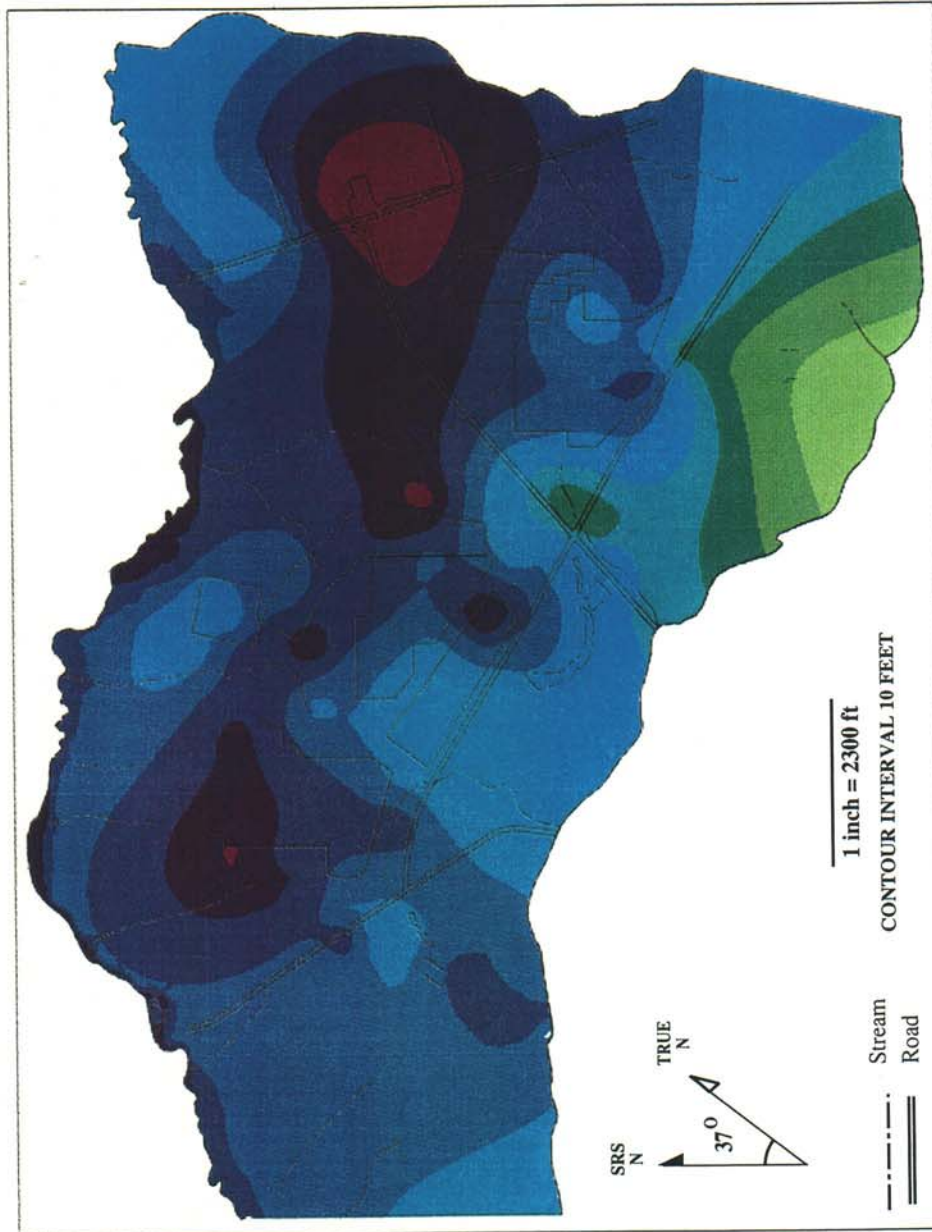 SRS
N
TRUE
N
37°
1 inch = 2300 ft
CONTOUR INTERVAL 10 FEET
Stream
Road